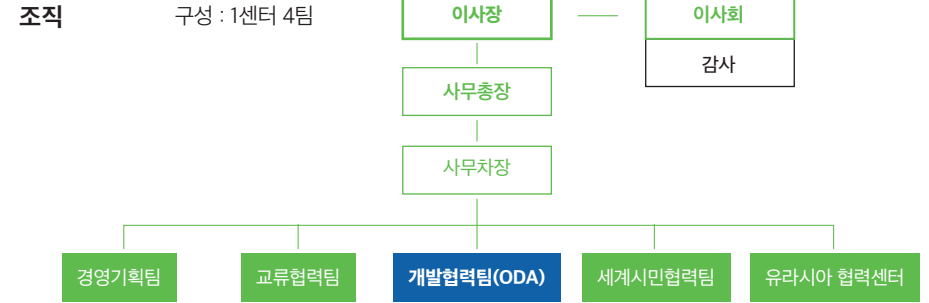 조직
구성 : 1센터 4팀
이사장
이사회
감사
사무총장
사무차장
경영기획팀
교류협력팀
개발협력팀(ODA)
세계시민협력팀
유라시아 협력센터